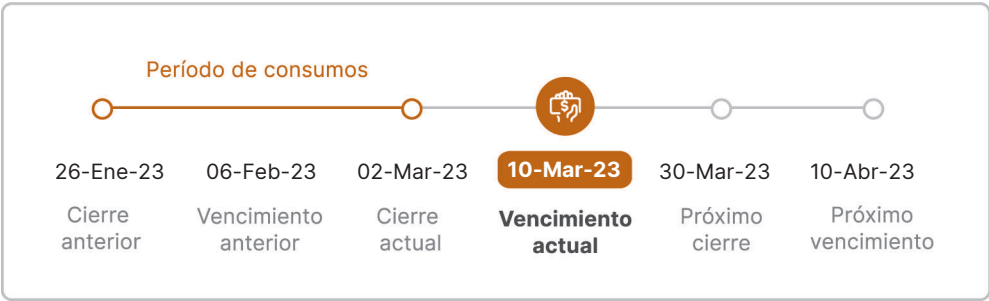 Período de consumos
$
26-Ene-23 06-Feb-23 02-Mar-23 10-Mar-23 30-Mar-23 10-Abr-23
Cierre Vencimiento Cierre Vencimiento Próximo Próximo
anterior anterior actual actual cierre vencimiento